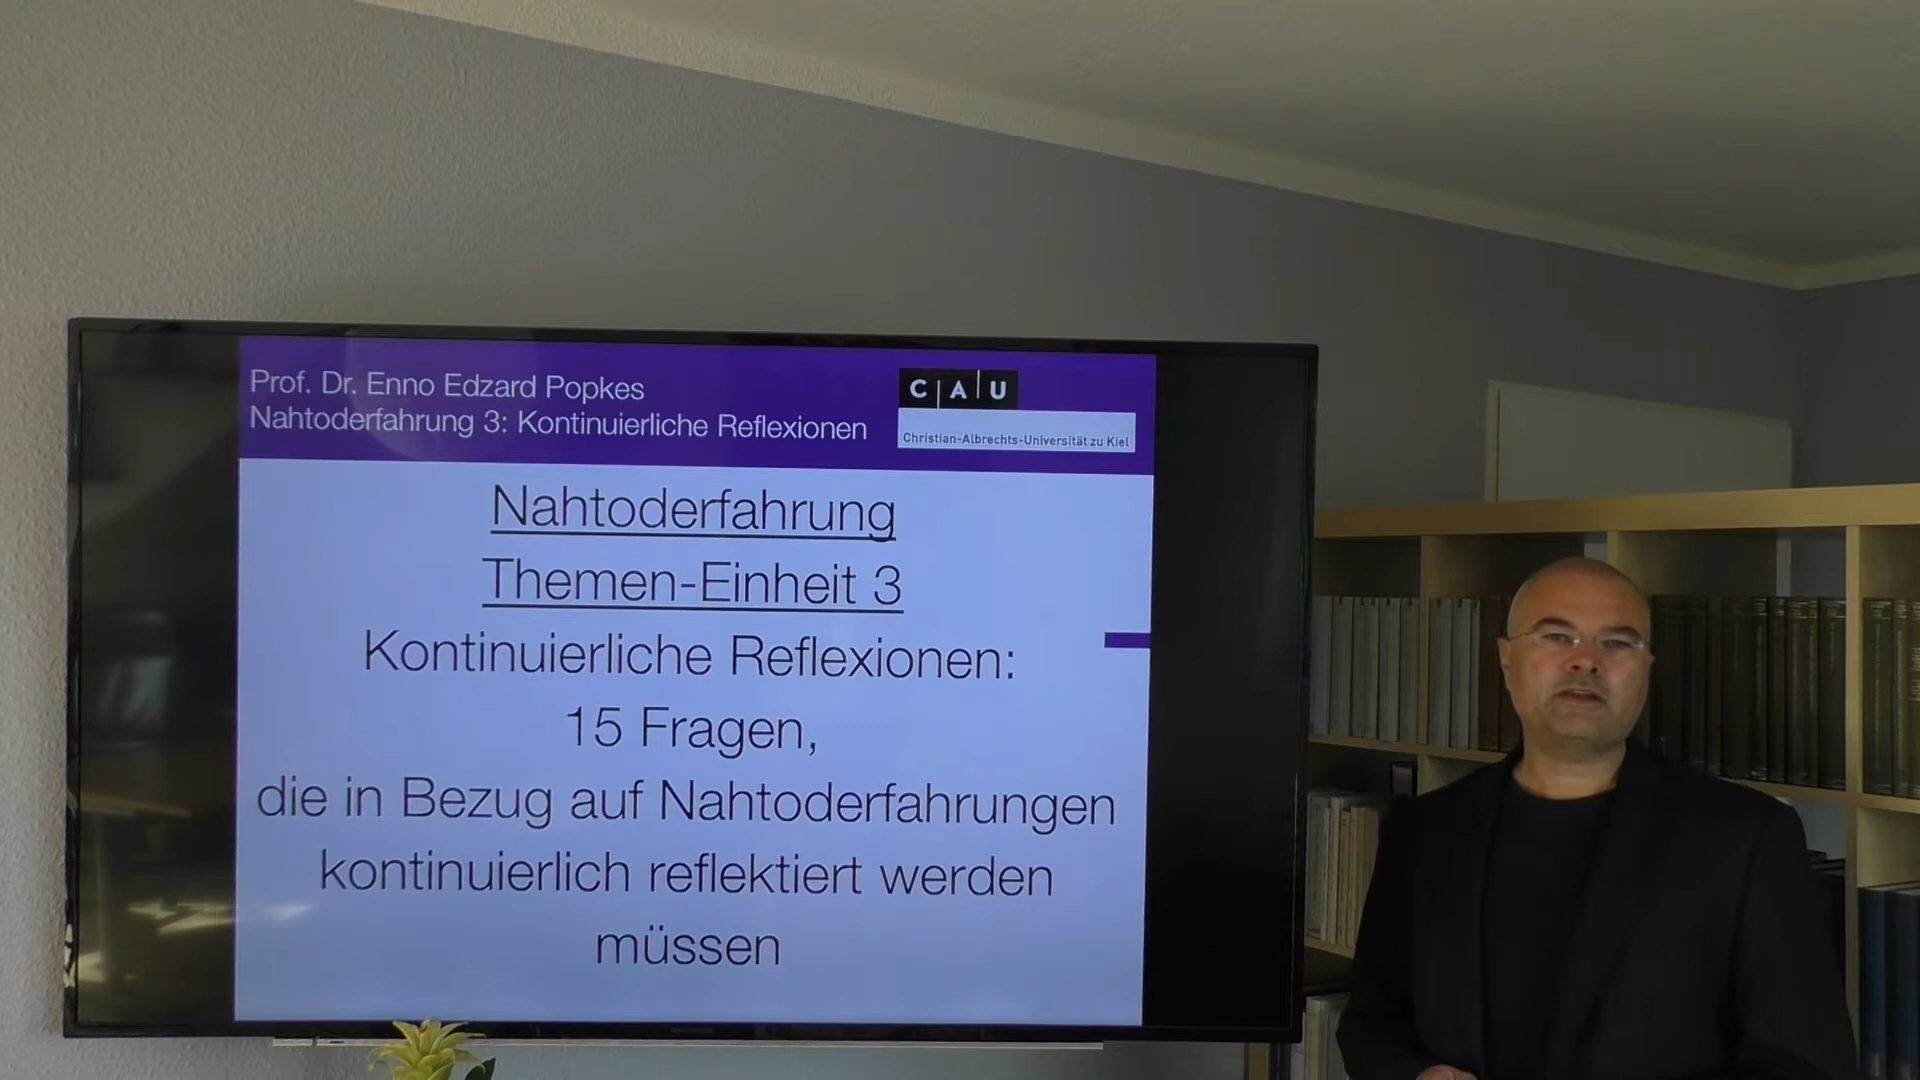 Prof. Dr. Enno Edzard Popkes
Nahtoderfahrung 3: Kontinuierliche Reflexionen
C|A|U
Christian-Albrechts-Universität zu Kiel
Nahtoderfahrung
Themen-Einheit 3
Kontinuierliche Reflexionen:
15 Fragen,
die in Bezug auf Nahtoderfahrungen
kontinuierlich reflektiert werden
müssen